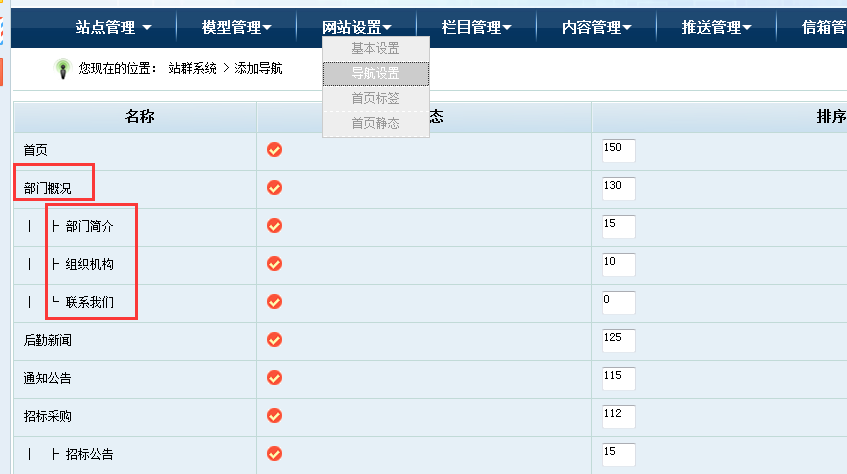 站点管理 模型管理 网站设置 栏目管理 内容管理 推送管理 信箱管
基本设置
导航设置
首页标签
首页静态
您现在的位置： 站群系统 > 添加导航
名称 态 排序
首页 150
部门概况 130
| ├ 部门简介 15
| ├ 组织机构 10
| └ 联系我们 0
后勤新闻 125
通知公告 115
招标采购 112
| ├ 招标公告 15